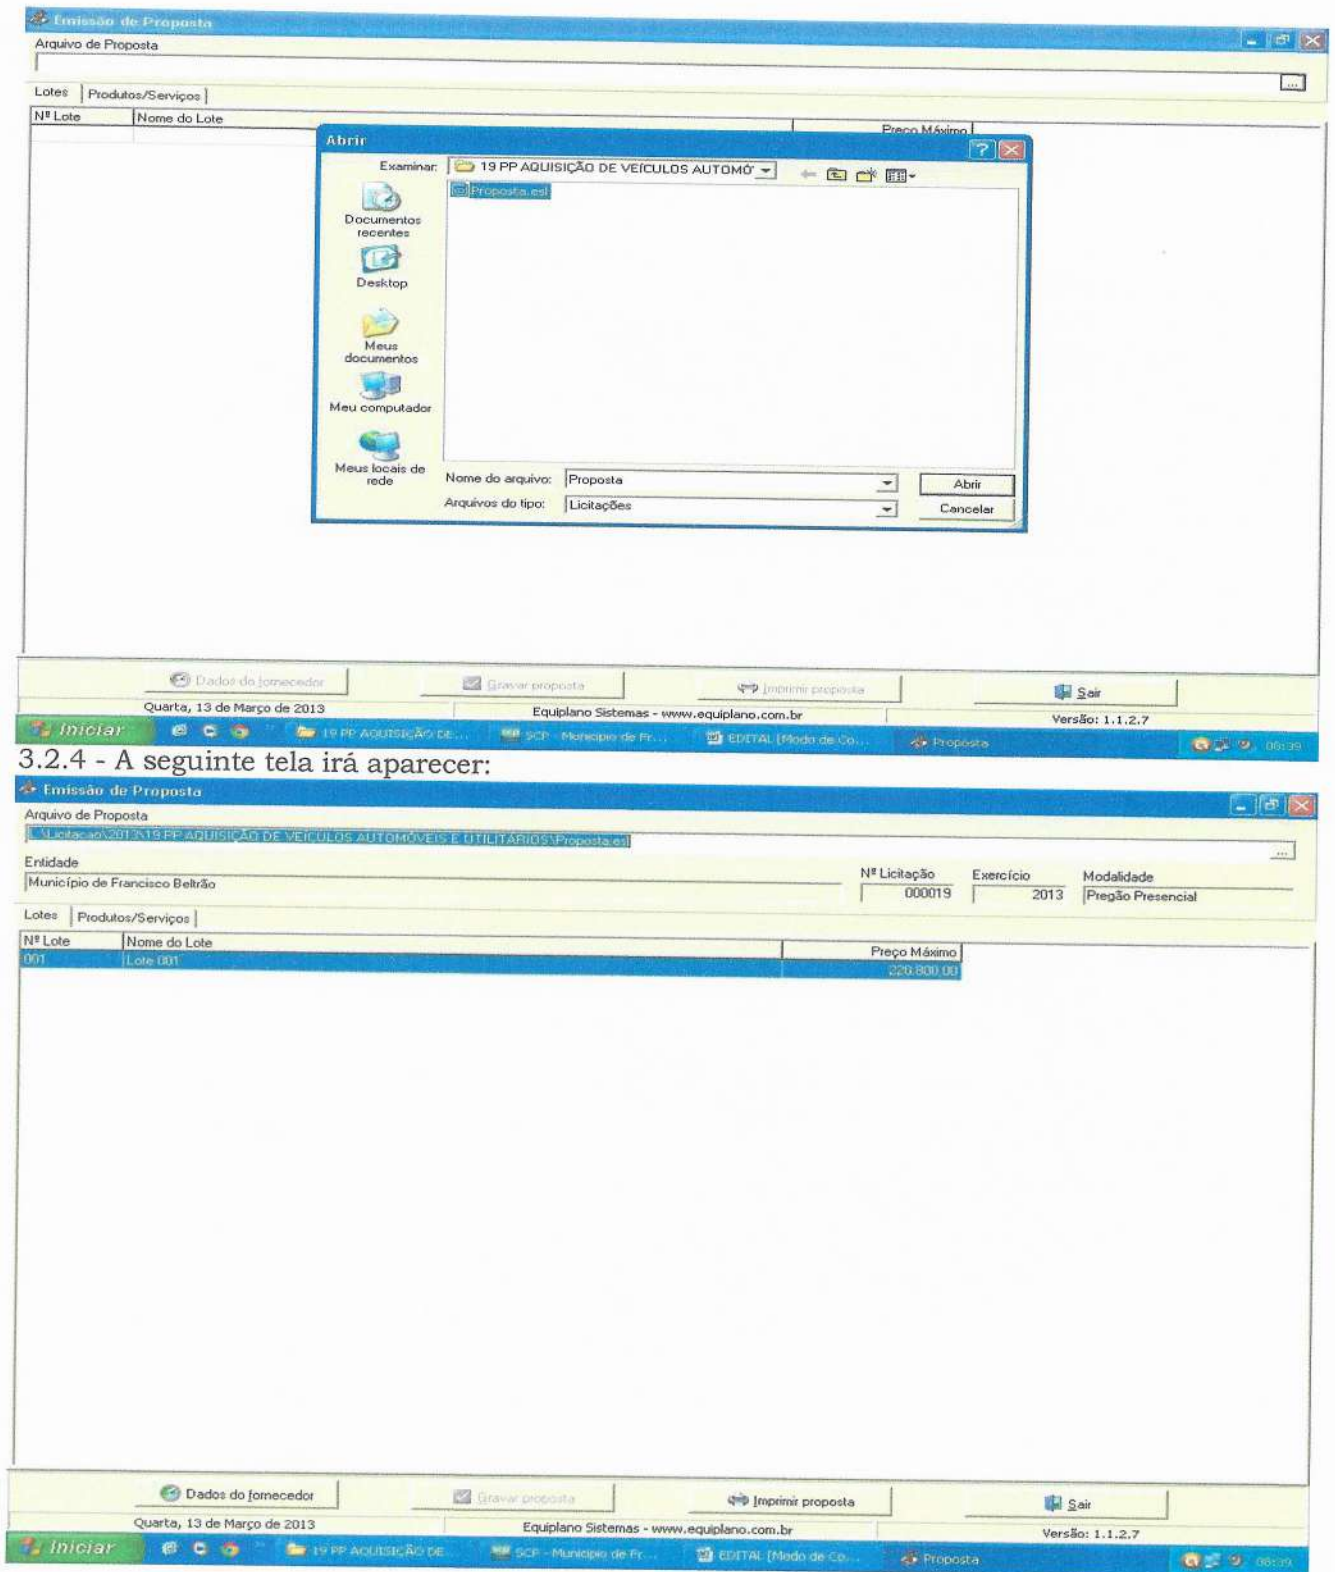 Emissão de Proposta
Arquivo de Proposta
...
Lotes Produtos/Serviços
Nº Lote Nome do Lote Preço Máximo
Abrir
Examinar: 19 PP AQUISIÇÃO DE VEÍCULOS AUTOMÓ
Proposta.esl
Documentos
recentes
Desktop
Meus
documentos
Meu computador
Meus locais de
rede
Nome do arquivo: Proposta Abrir
Arquivos do tipo: Licitações Cancelar
Dados do fornecedor Gravar proposta Imprimir proposta Sair
Quarta, 13 de Março de 2013 Equiplano Sistemas - www.equiplano.com.br Versão: 1.1.2.7
Iniciar 19 PP AQUISIÇÃO DE... SCP - Município de Fr... EDITAL [Modo de Co... Proposta 08:39
3.2.4 - A seguinte tela irá aparecer:
Emissão de Proposta
Arquivo de Proposta
L:\Licitacao\2013\19 PP AQUISIÇÃO DE VEÍCULOS AUTOMÓVEIS E UTILITÁRIOS\Proposta.esl
...
Entidade Nº Licitação Exercício Modalidade
Município de Francisco Beltrão 000019 2013 Pregão Presencial
Lotes Produtos/Serviços
Nº Lote Nome do Lote Preço Máximo
001 Lote 001 220.800,00
Dados do fornecedor Gravar proposta Imprimir proposta Sair
Quarta, 13 de Março de 2013 Equiplano Sistemas - www.equiplano.com.br Versão: 1.1.2.7
Iniciar 19 PP AQUISIÇÃO DE... SCP - Município de Fr... EDITAL [Modo de Co... Proposta 08:39